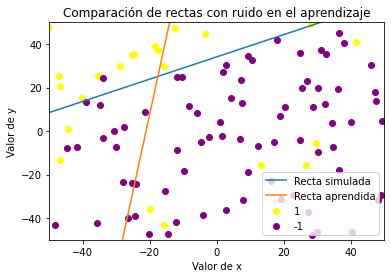 Comparación de rectas con ruido en el aprendizaje
Valor de y
40
20
0
−20
−40
Recta simulada
Recta aprendida
1
-1
−40
−20
0
20
40
Valor de x